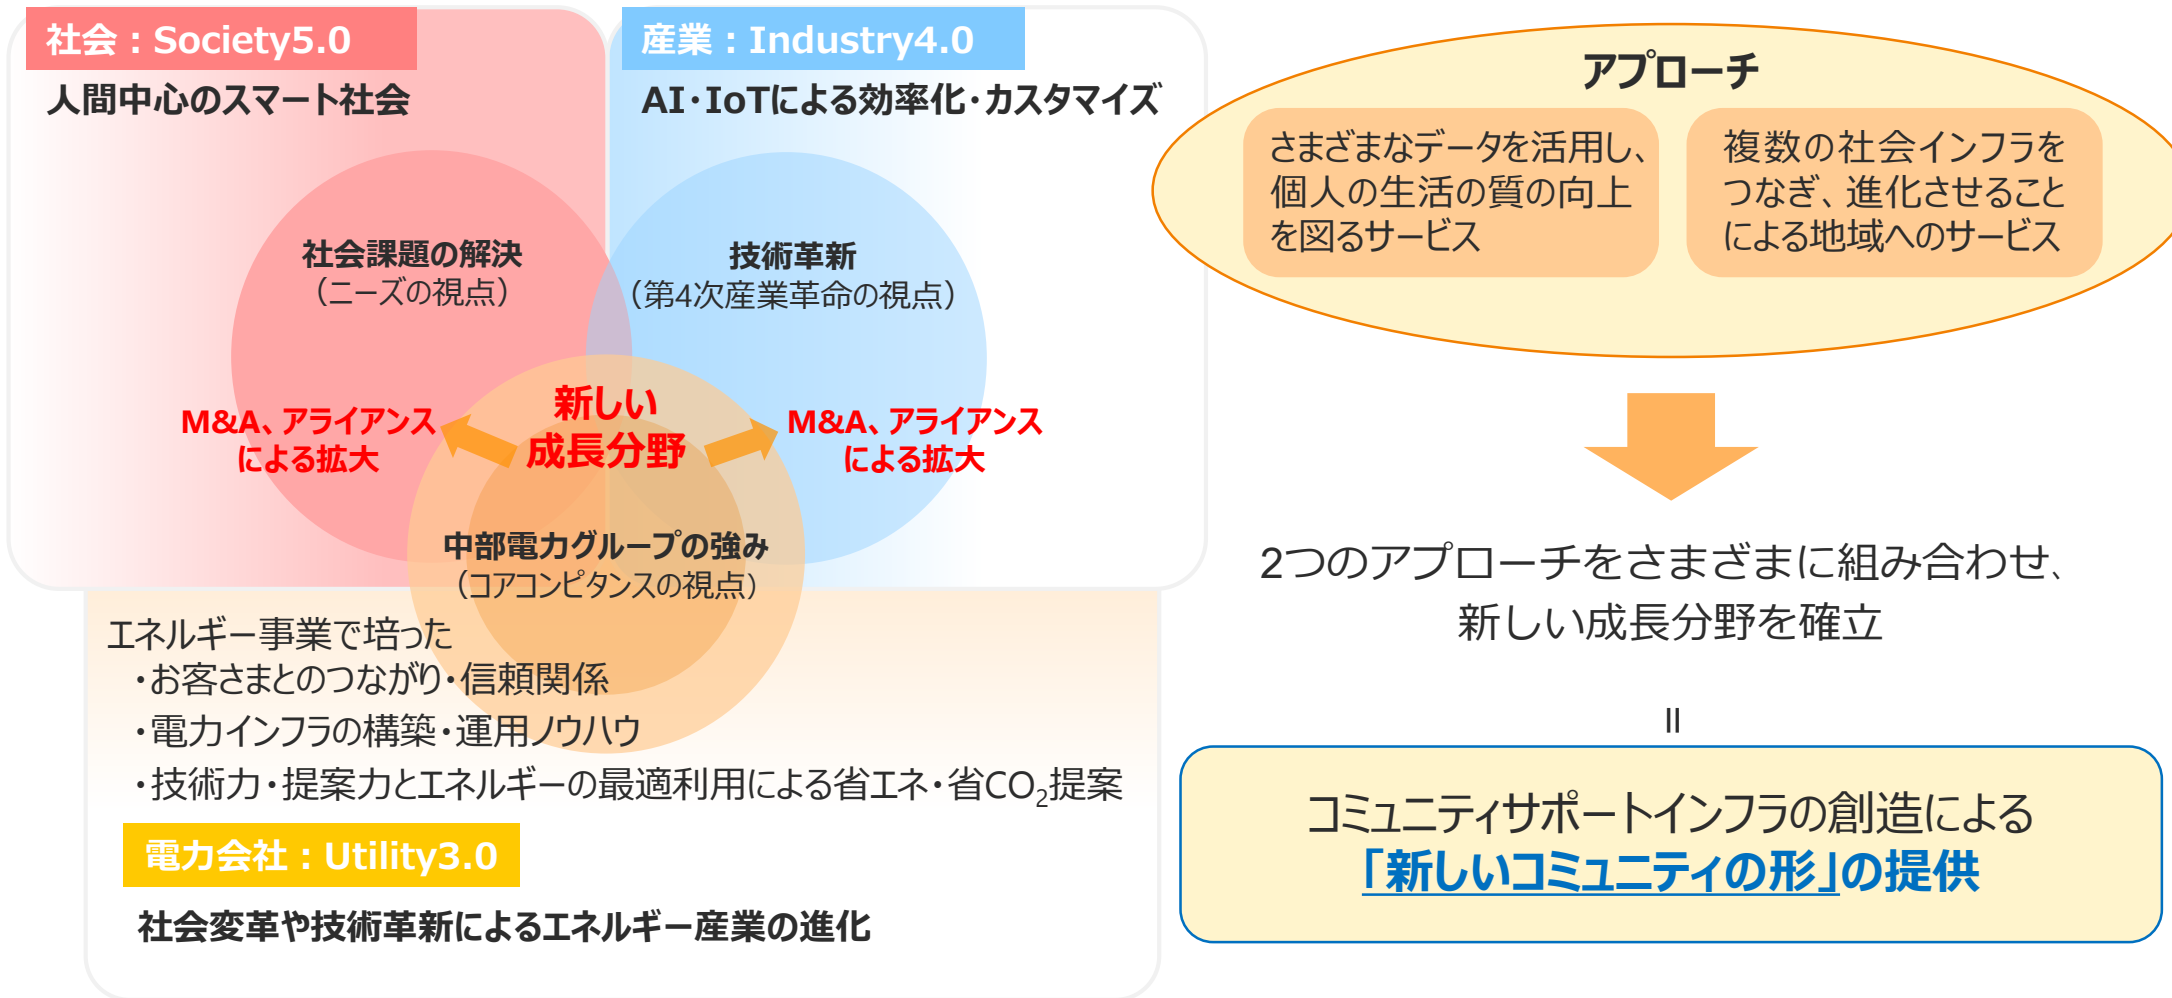 社会：Society5.0
人間中心のスマート社会
産業：Industry4.0
AI・IoTによる効率化・カスタマイズ
社会課題の解決
（ニーズの視点）
技術革新
（第4次産業革命の視点）
新しい
成長分野
M&A、アライアンス
による拡大
M&A、アライアンス
による拡大
中部電力グループの強み
（コアコンピタンスの視点）
エネルギー事業で培った
・お客さまとのつながり・信頼関係
・電力インフラの構築・運用ノウハウ
・技術力・提案力とエネルギーの最適利用による省エネ・省CO₂提案
電力会社：Utility3.0
社会変革や技術革新によるエネルギー産業の進化
アプローチ
さまざまなデータを活用し、
個人の生活の質の向上
を図るサービス
複数の社会インフラを
つなぎ、進化させること
による地域へのサービス
2つのアプローチをさまざまに組み合わせ、
新しい成長分野を確立
＝
コミュニティサポートインフラの創造による
「新しいコミュニティの形」の提供